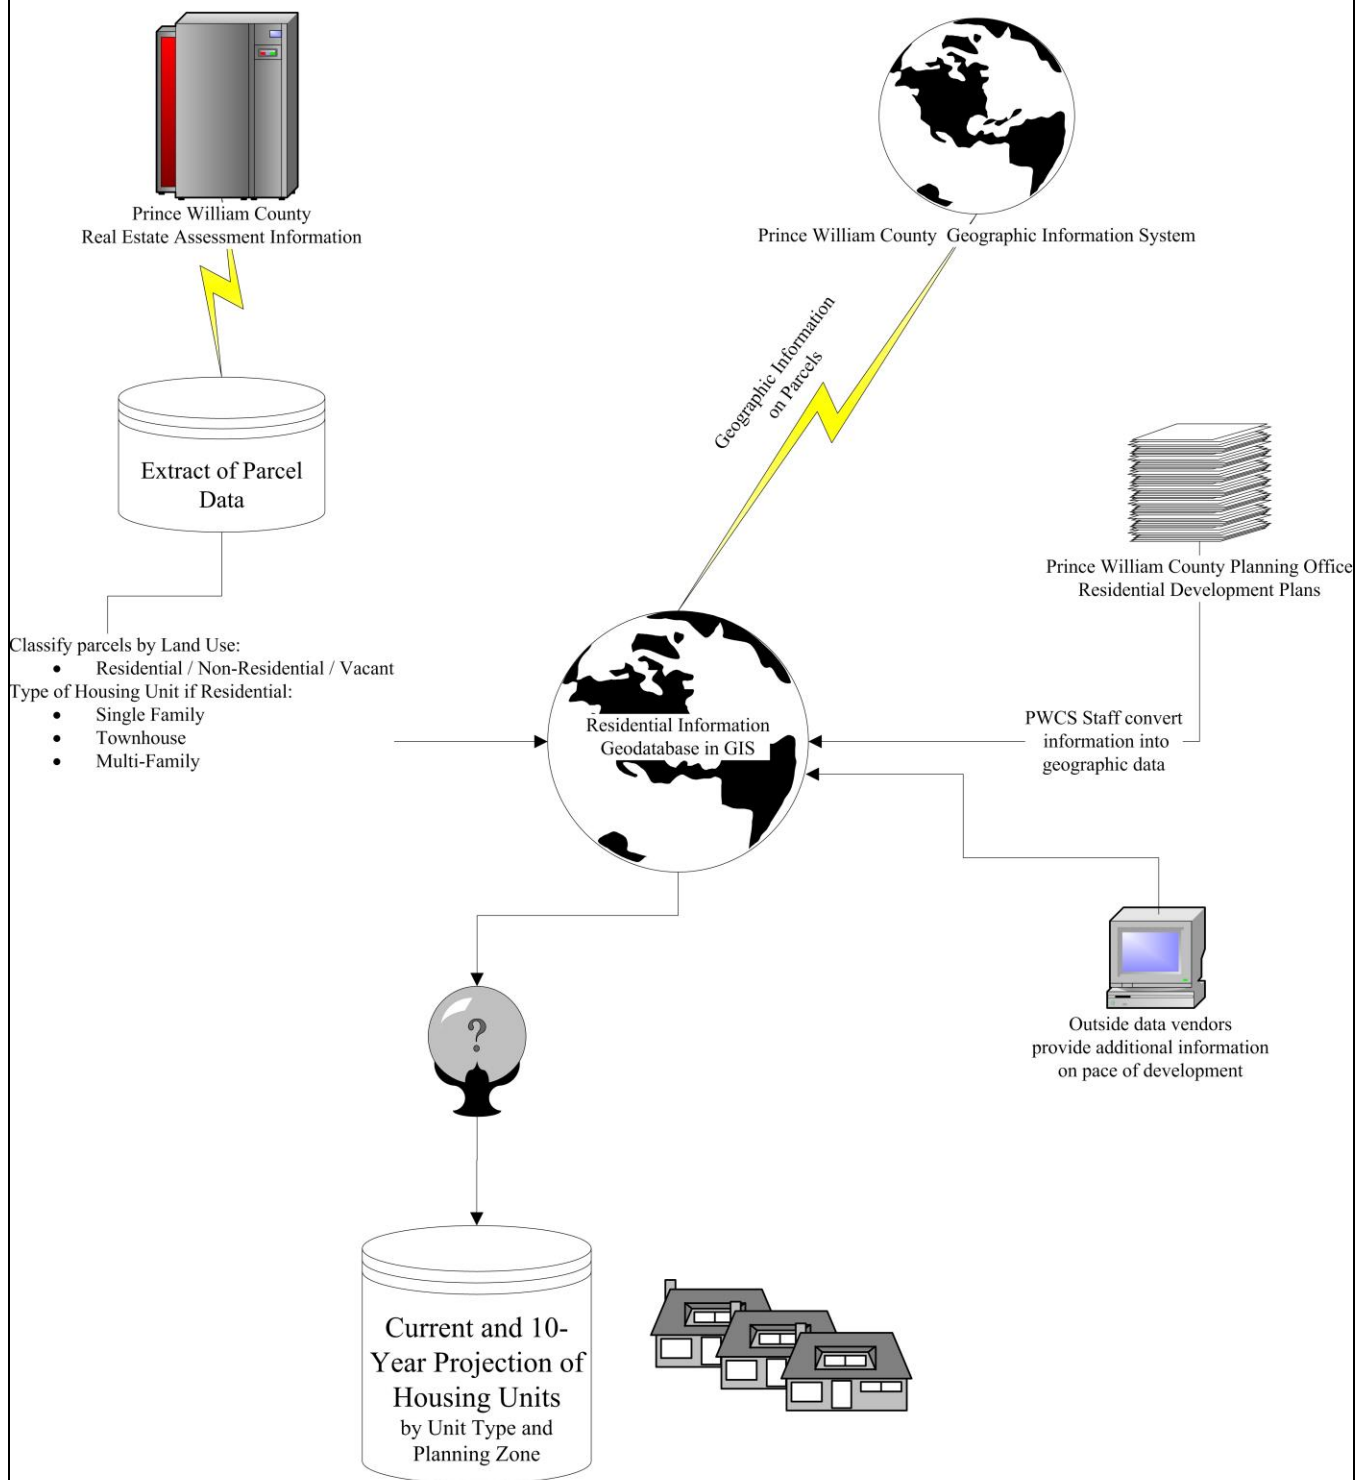 Prince William County
Real Estate Assessment Information
Prince William County Geographic Information System
Geographic Information
on Parcels
Extract of Parcel
Data
Prince William County Planning Office
Residential Development Plans
Classify parcels by Land Use:
• Residential / Non-Residential / Vacant
Type of Housing Unit if Residential:
• Single Family
• Townhouse
• Multi-Family
Residential Information
Geodatabase in GIS
PWCS Staff convert
information into
geographic data
?
Outside data vendors
provide additional information
on pace of development
Current and 10-
Year Projection of
Housing Units
by Unit Type and
Planning Zone